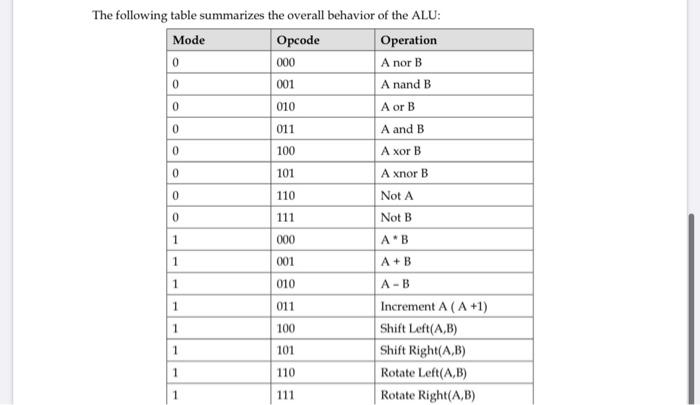 The following table summarizes the overall behavior of the ALU:
Mode Opcode Operation
0 000 A nor B
0 001 A nand B
0 010 A or B
0 011 A and B
0 100 A xor B
0 101 A xnor B
0 110 Not A
0 111 Not B
1 000 A * B
1 001 A + B
1 010 A – B
1 011 Increment A ( A +1)
1 100 Shift Left(A,B)
1 101 Shift Right(A,B)
1 110 Rotate Left(A,B)
1 111 Rotate Right(A,B)